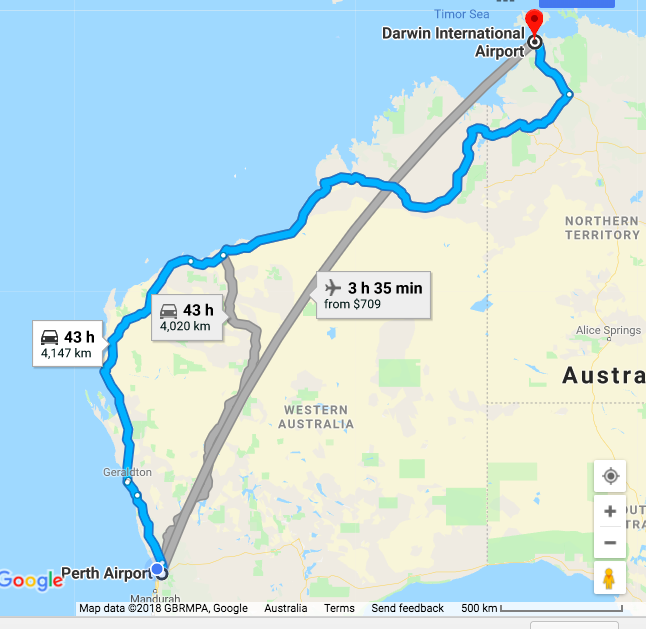 Timor Sea
Darwin International
Airport
NORTHERN
TERRITORY
3 h 35 min
from $709
43 h
4,020 km
43 h
4,147 km
Alice Springs
Austra
WESTERN
AUSTRALIA
Geraldton
OUT
TRA
Perth Airport
Google
Mandurah
Map data ©2018 GBRMPA, Google Australia Terms Send feedback 500 km